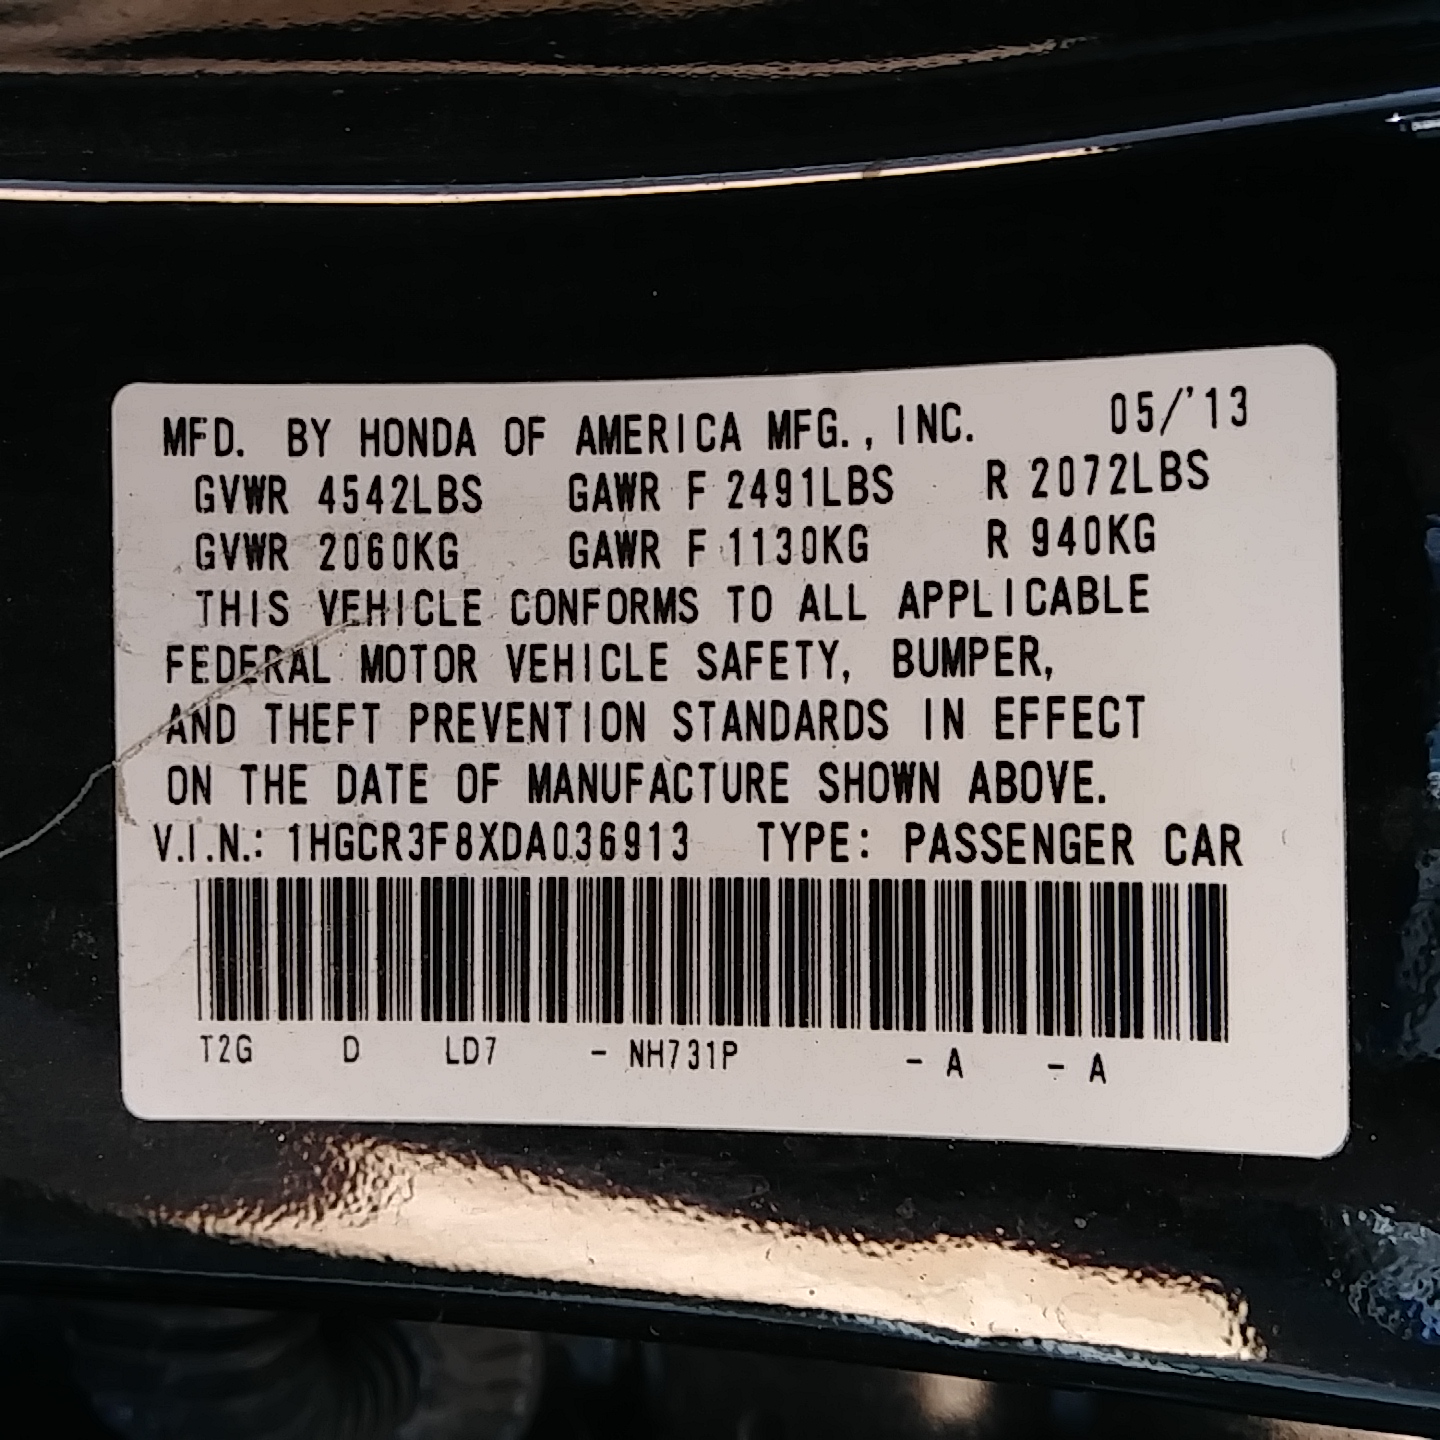 MFD. BY HONDA OF AMERICA MFG., INC. 05/'13
GVWR 4542LBS GAWR F 2491LBS R 2072LBS
GVWR 2060KG GAWR F 1130KG R 940KG
THIS VEHICLE CONFORMS TO ALL APPLICABLE
FEDERAL MOTOR VEHICLE SAFETY, BUMPER,
AND THEFT PREVENTION STANDARDS IN EFFECT
ON THE DATE OF MANUFACTURE SHOWN ABOVE.
V.I.N.: 1HGCR3F8XDA036913 TYPE: PASSENGER CAR
T2G D LD7 - NH731P - A - A